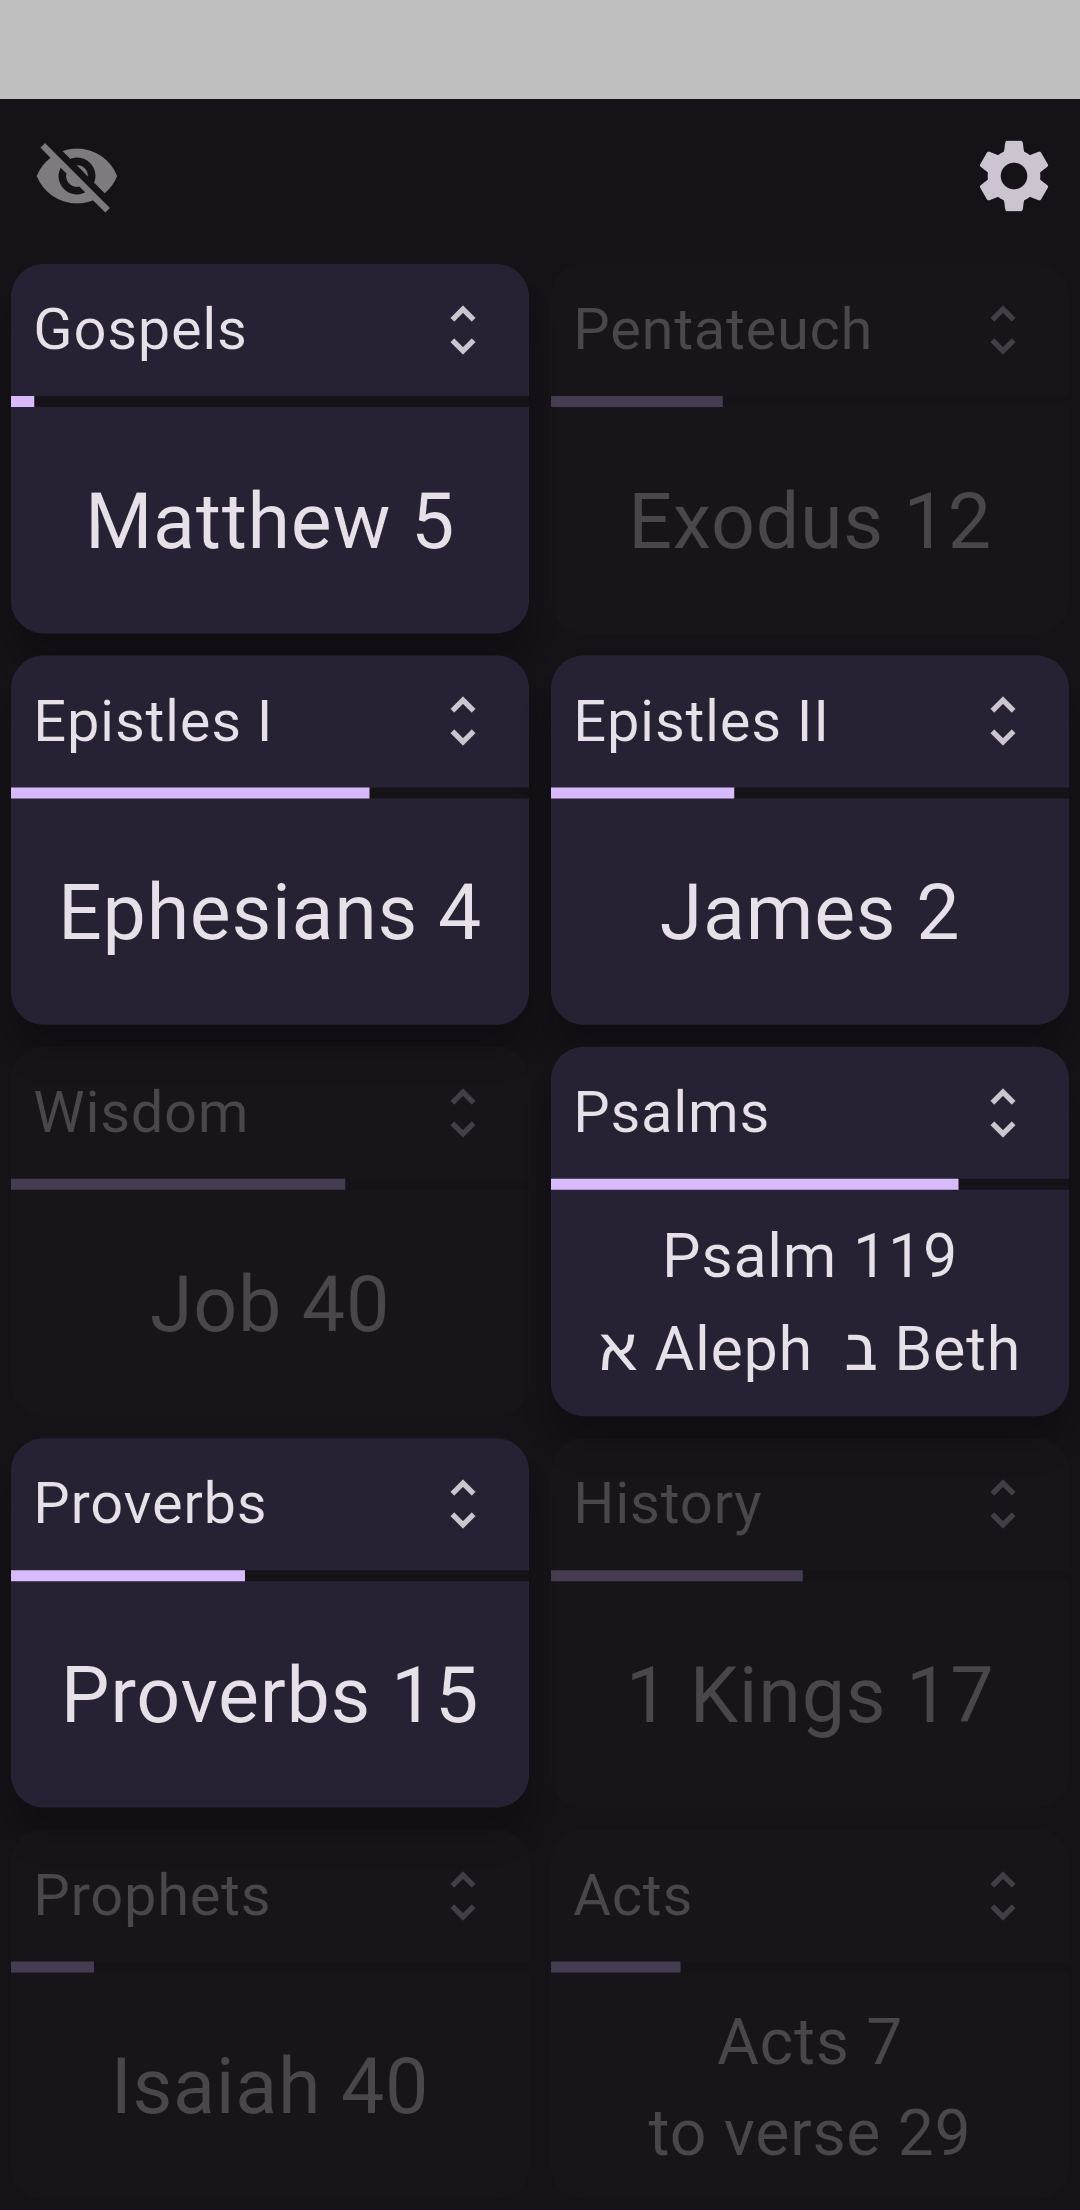 Gospels
Pentateuch
Matthew 5
Exodus 12
Epistles I
Epistles II
Ephesians 4
James 2
Wisdom
Psalms
Job 40
Psalm 119
א Aleph ב Beth
Proverbs
History
Proverbs 15
1 Kings 17
Prophets
Acts
Isaiah 40
Acts 7
to verse 29